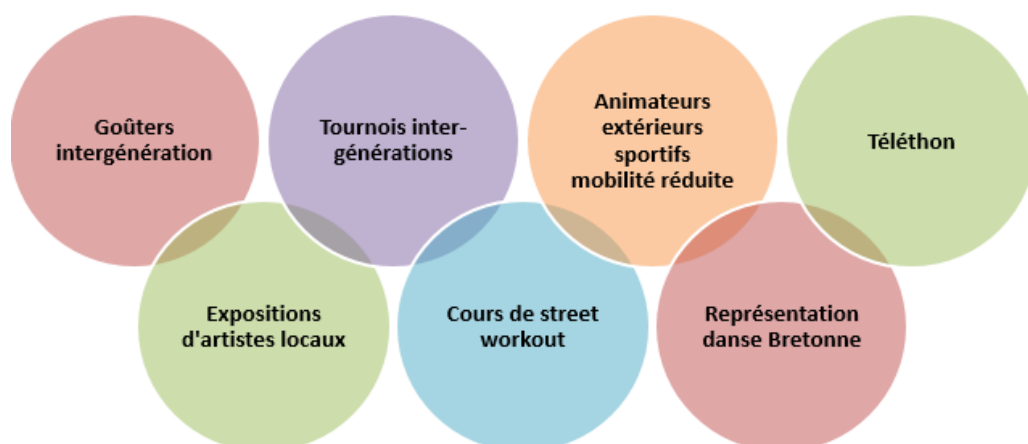 Goûters
intergénération
Tournois inter-
générations
Animateurs
extérieurs
sportifs
mobilité réduite
Téléthon
Expositions
d'artistes locaux
Cours de street
workout
Représentation
danse Bretonne